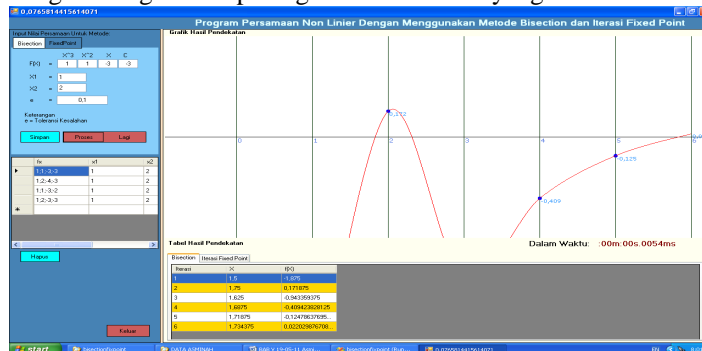 0,0765814415614071
Program Persamaan Non Linier Dengan Menggunakan Metode Bisection dan Iterasi Fixed Point
Input Nilai Persamaan Untuk Metode:
Bisection FixedPoint
X^3 X^2 X C
F(X) = 1 1 -3 -3
X1 = 1
X2 = 2
e = 0,1
Keterangan
e = Toleransi Kesalahan
Simpan Proses Lagi
fx x1 x2
1;1;-3;-3 1 2
1;2;-4;-3 1 2
1;1;-3;-2 1 2
1;2;-3;-3 1 2
Hapus
Keluar
Grafik Hasil Pendekatan
0,172
0 1 2 3 4 5 6
-0,125
-0,409
Tabel Hasil Pendekatan
Dalam Waktu: :00m:00s.0054ms
Bisection Iterasi Fixed Point
Iterasi X f(X)
1 1,5 -1,875
2 1,75 0,171875
3 1,625 -0,943359375
4 1,6875 -0,409423828125
5 1,71875 -0,12478637695...
6 1,734375 0,022029876708...
start
DATA ASMINAH
0,0765814415614071